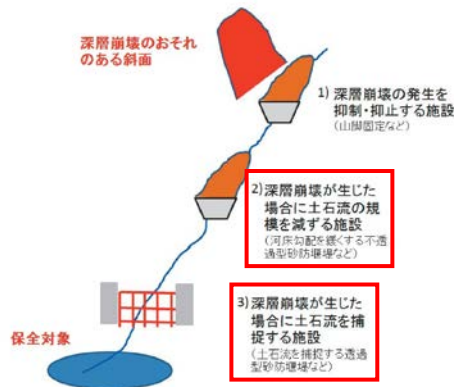 深層崩壊のおそれ
のある斜面
1) 深層崩壊の発生を
抑制・抑止する施設
(山脚固定など)
2) 深層崩壊が生じた
場合に土石流の規
模を減ずる施設
(河床勾配を緩くする不透
過型砂防堰堤など)
3) 深層崩壊が生じた
場合に土石流を捕
捉する施設
(土石流を捕捉する透過
型砂防堰堤など)
保全対象